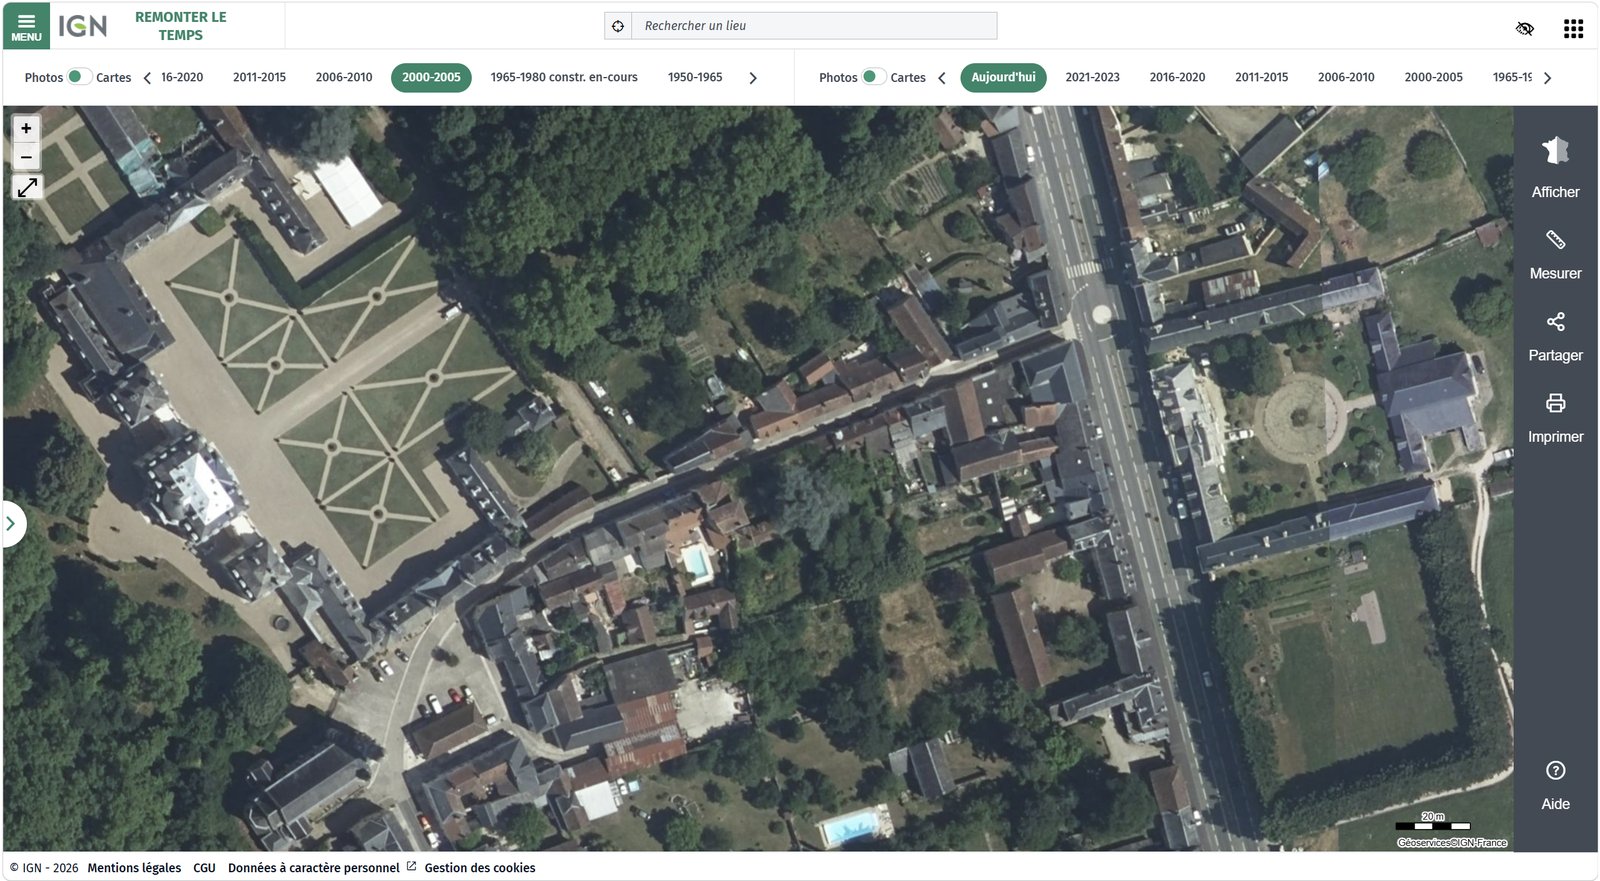 MENU
IGN
REMONTER LE
TEMPS
Rechercher un lieu
Photos Cartes 16-2020 2011-2015 2006-2010 2000-2005 1965-1980 constr. en-cours 1950-1965
Photos Cartes Aujourd'hui 2021-2023 2016-2020 2011-2015 2006-2010 2000-2005 1965-19
+
−
Afficher
Mesurer
Partager
Imprimer
Aide
20 m
Géoservices©IGN-France
© IGN - 2026 Mentions légales CGU Données à caractère personnel Gestion des cookies